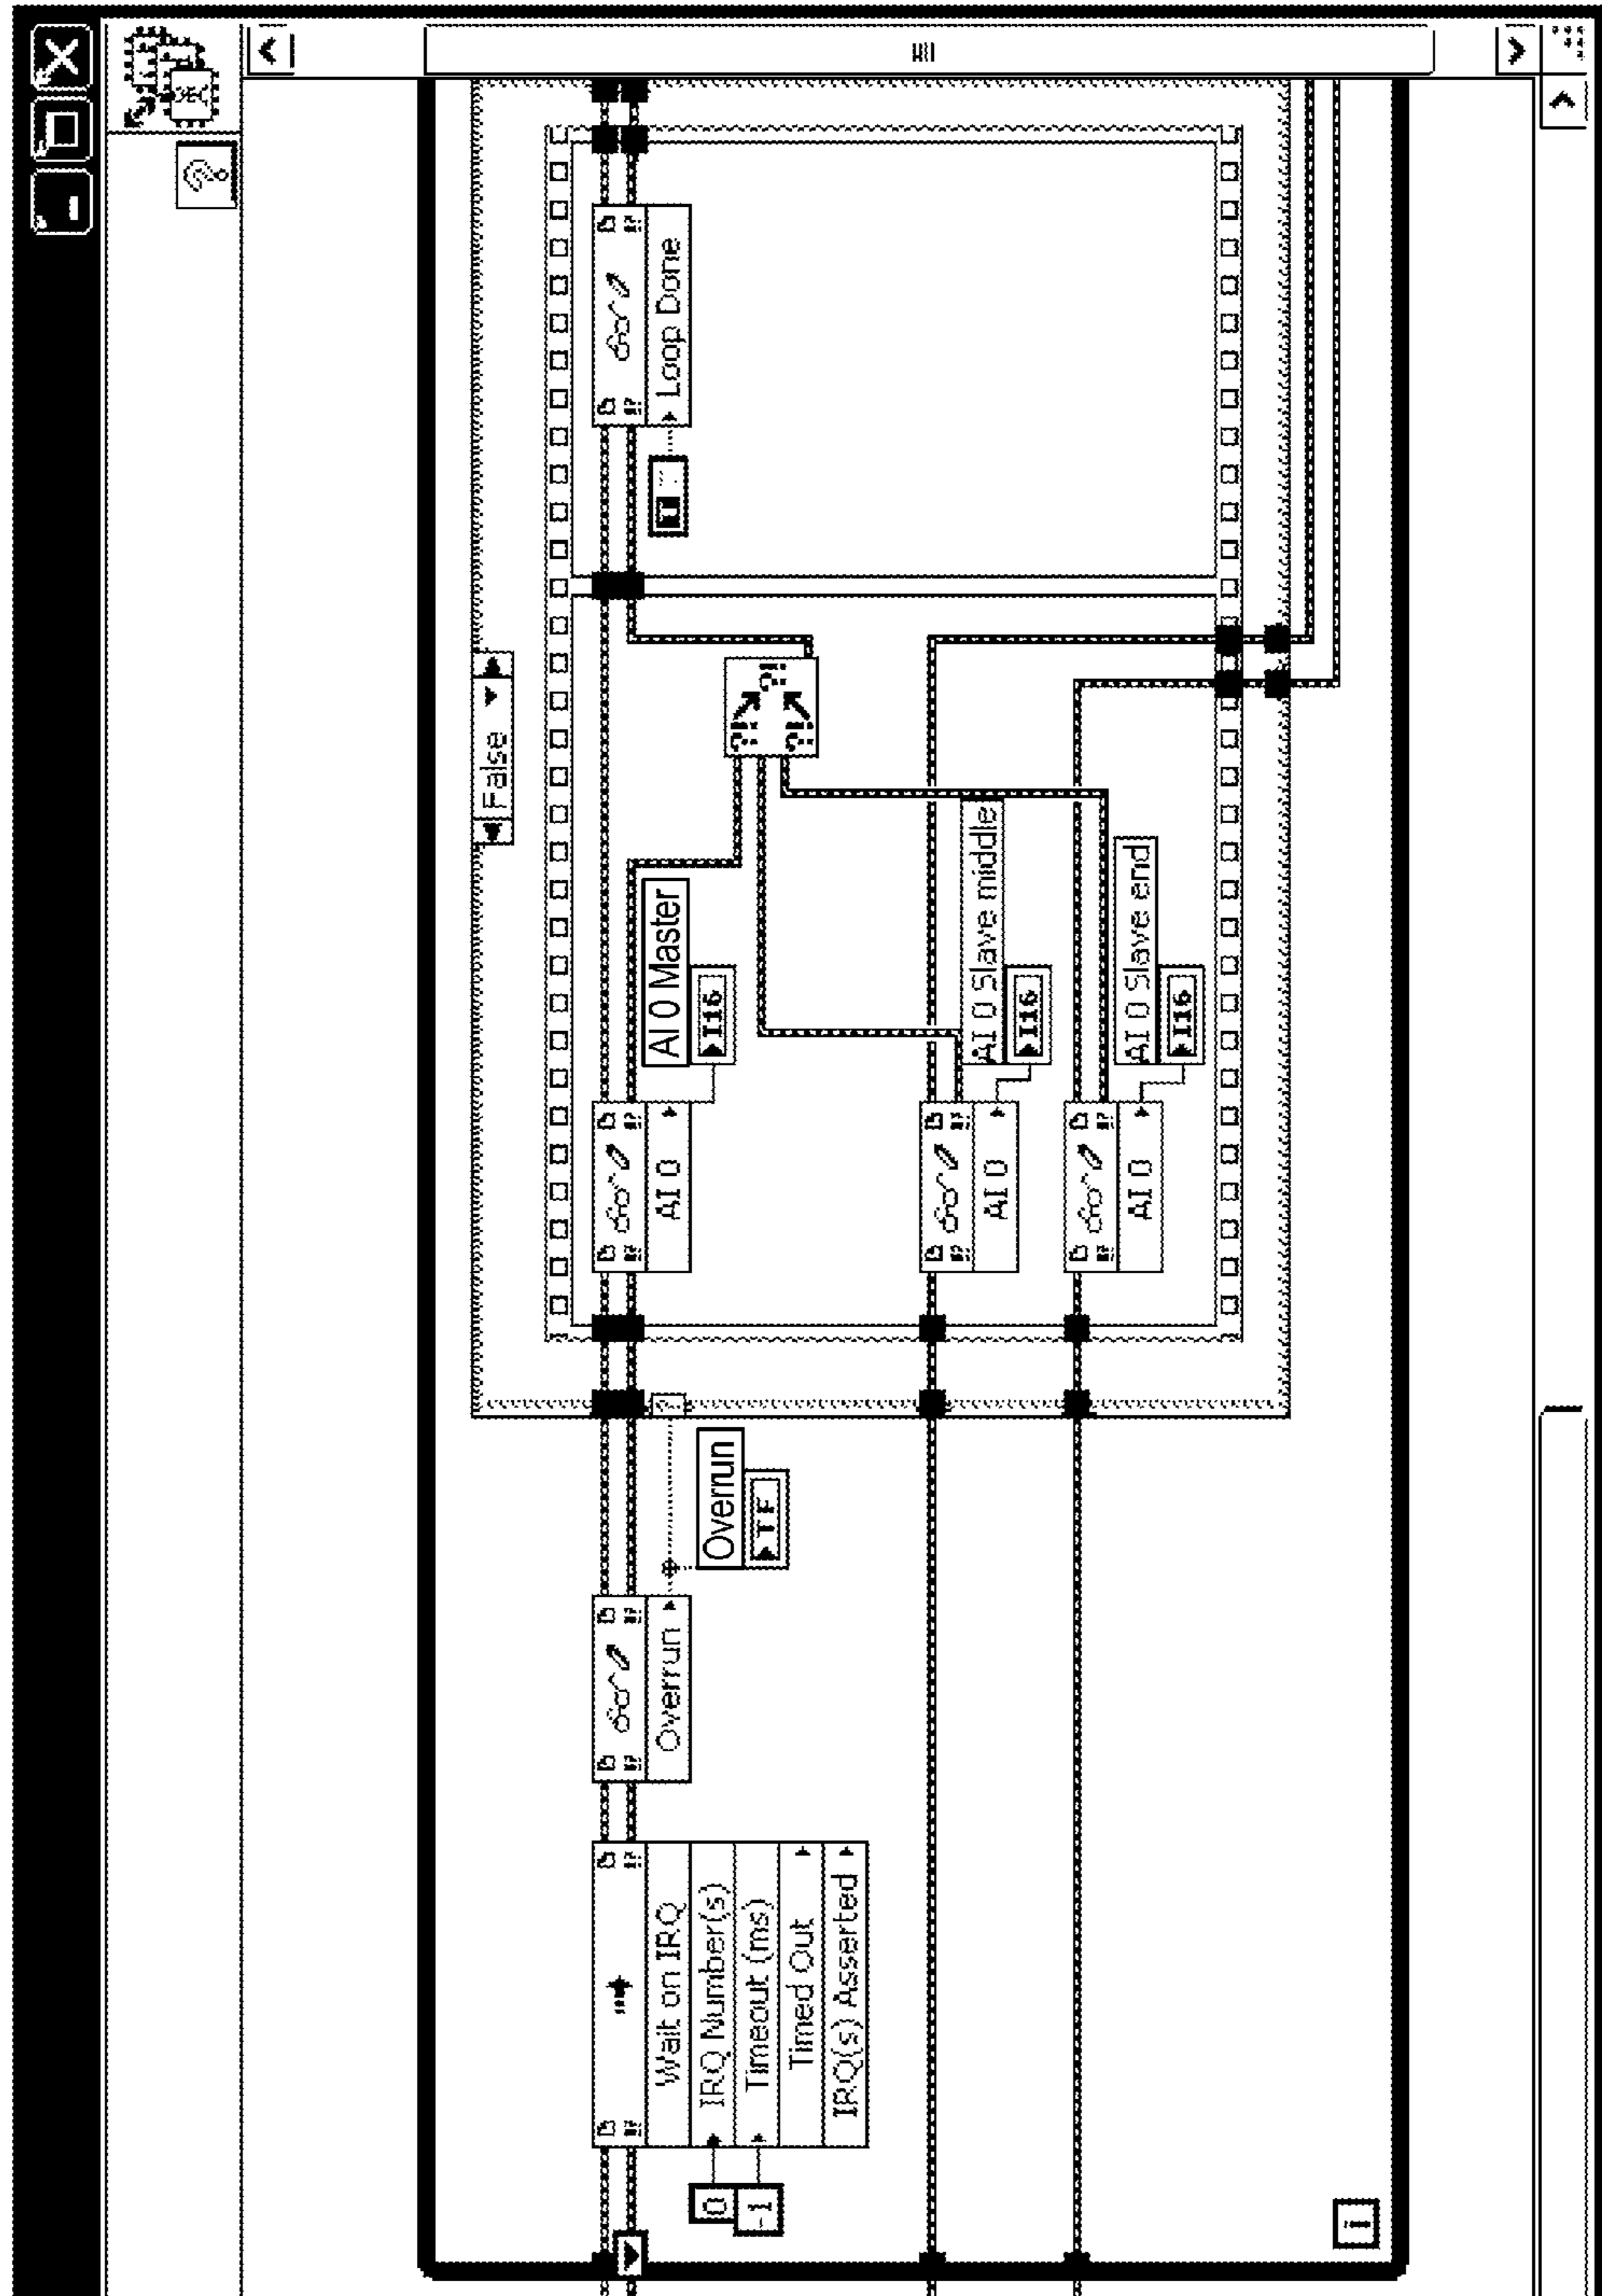 False
Wait on IRQ
IRQ Number(s)
Timeout (ms)
Timed Out
IRQ(s) Asserted
0
-1
Overrun
Overrun
TF
?
AI 0
AI 0 Master
I16
AI 0
AI 0 Slave middle
I16
AI 0
AI 0 Slave end
I16
Loop Done
i
?